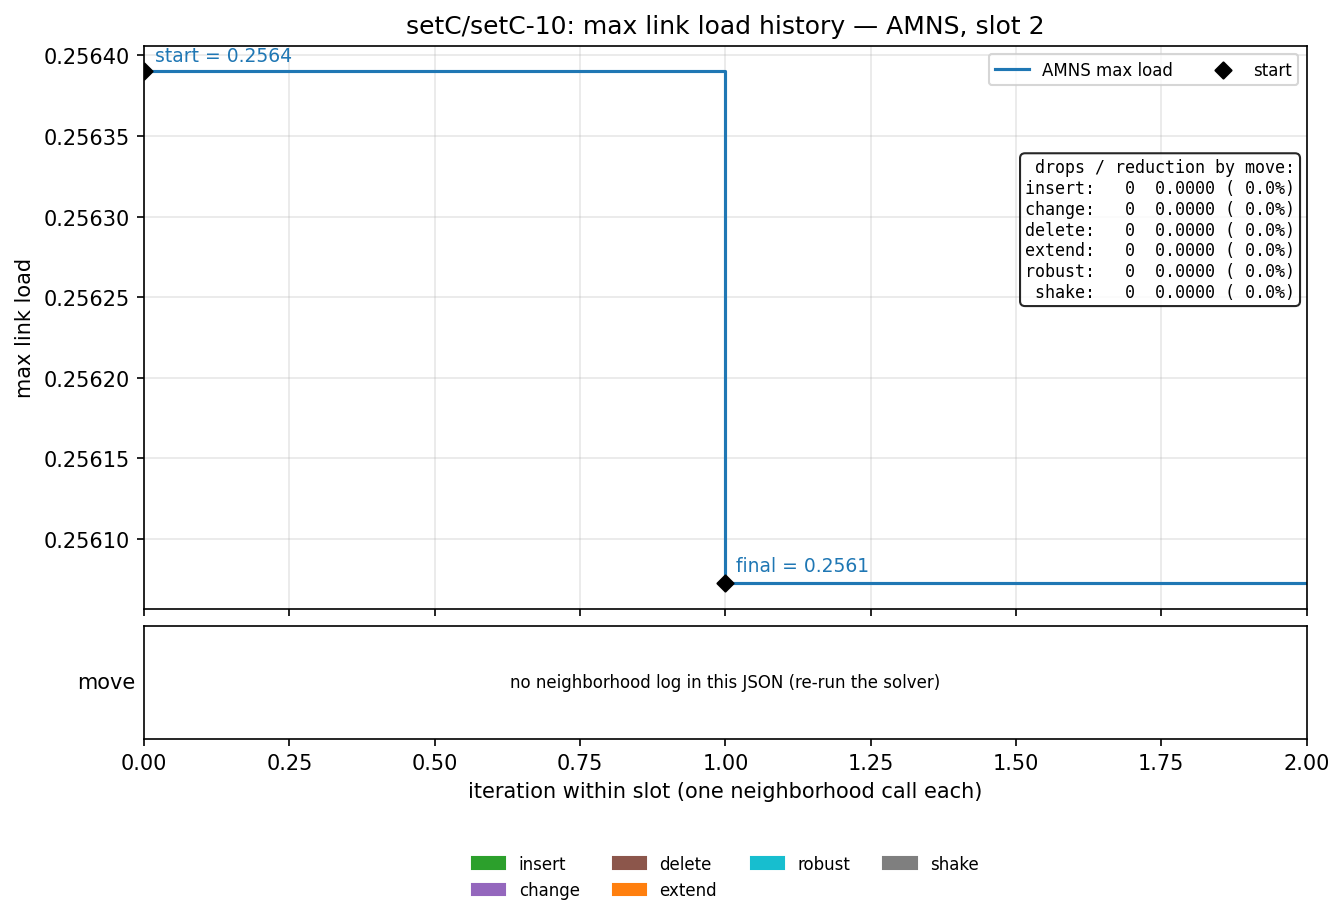 setC/setC-10: max link load history — AMNS, slot 2
0.25640
0.25635
0.25630
0.25625
0.25620
0.25615
0.25610
max link load
start = 0.2564
final = 0.2561
AMNS max load
start
drops / reduction by move:
insert:   0  0.0000 ( 0.0%)
change:   0  0.0000 ( 0.0%)
delete:   0  0.0000 ( 0.0%)
extend:   0  0.0000 ( 0.0%)
robust:   0  0.0000 ( 0.0%)
shake:   0  0.0000 ( 0.0%)
move
no neighborhood log in this JSON (re-run the solver)
0.00 0.25 0.50 0.75 1.00 1.25 1.50 1.75 2.00
iteration within slot (one neighborhood call each)
insert delete robust shake
change extend